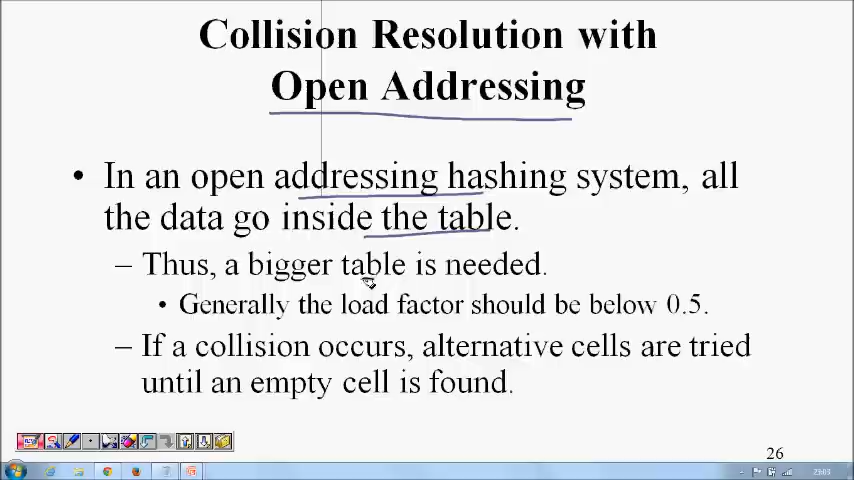 Collision Resolution with
Open Addressing
• In an open addressing hashing system, all
the data go inside the table.
– Thus, a bigger table is needed.
• Generally the load factor should be below 0.5.
– If a collision occurs, alternative cells are tried
until an empty cell is found.
26
23:03